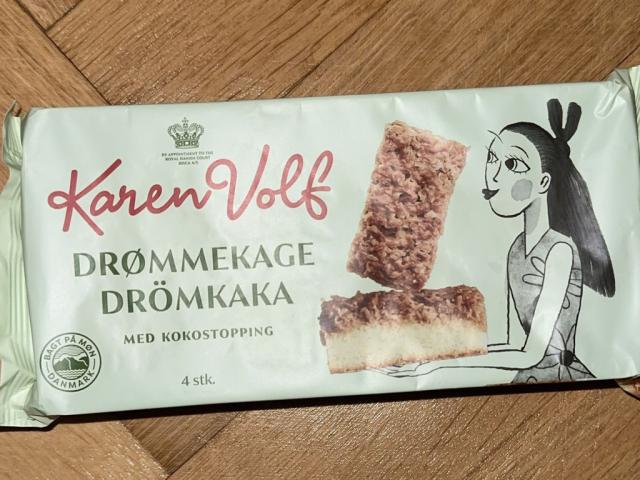 BY APPOINTMENT TO THE
ROYAL DANISH COURT
BISCA A/S
Karen Volf
DRØMMEKAGE
DRÖMKAKA
MED KOKOSTOPPING
BAGT PÅ MØN
DANMARK
4 stk.